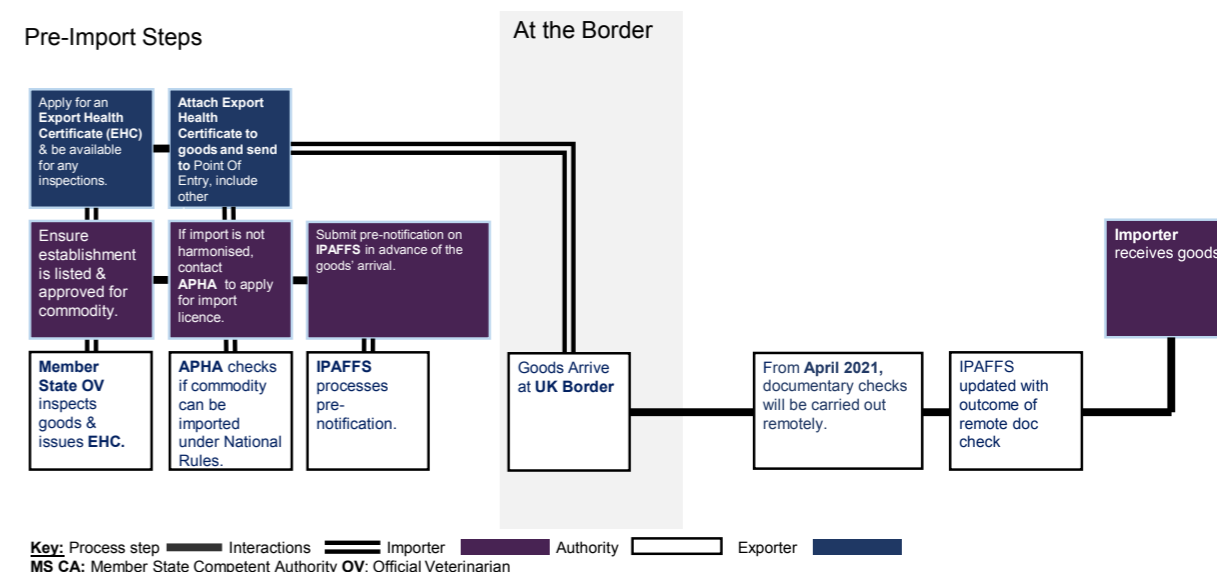 Pre-Import Steps
At the Border
Apply for an
Export Health
Certificate (EHC)
& be available
for any
inspections.
Attach Export
Health
Certificate to
goods and send
to Point Of
Entry, include
other
Ensure
establishment
is listed &
approved for
commodity.
If import is not
harmonised,
contact
APHA to apply
for import
licence.
Submit pre-notification on
IPAFFS in advance of the
goods' arrival.
Importer
receives goods
Member
State OV
inspects
goods &
issues EHC.
APHA checks
if commodity
can be
imported
under National
Rules.
IPAFFS
processes
pre-
notification.
Goods Arrive
at UK Border
From April 2021,
documentary checks
will be carried out
remotely.
IPAFFS
updated with
outcome of
remote doc
check
Key: Process step Interactions Importer Authority Exporter
MS CA: Member State Competent Authority OV: Official Veterinarian